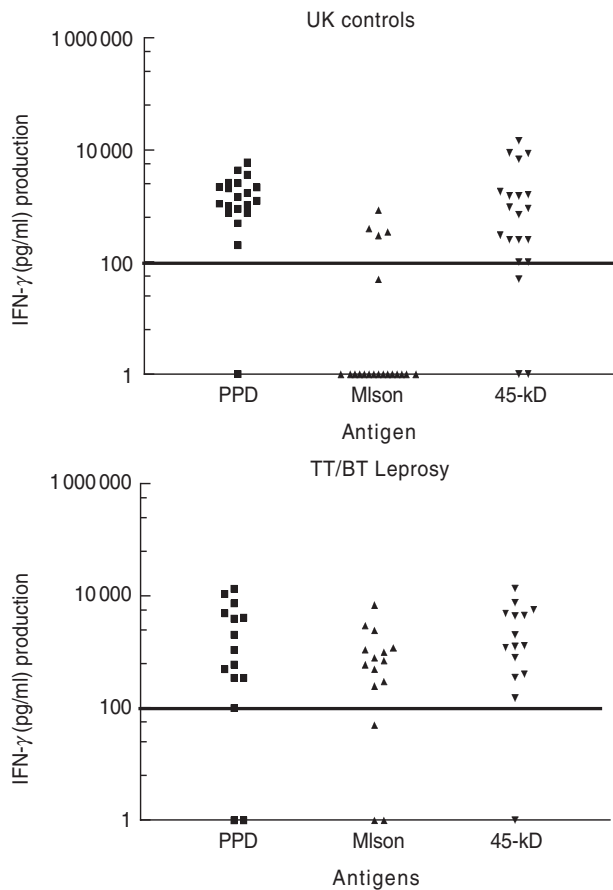 UK controls
1 000 000
10 000
100
1
IFN-γ (pg/ml) production
PPD Mlson 45-kD
Antigen
TT/BT Leprosy
1 000 000
10 000
100
1
IFN-γ (pg/ml) production
PPD Mlson 45-kD
Antigens